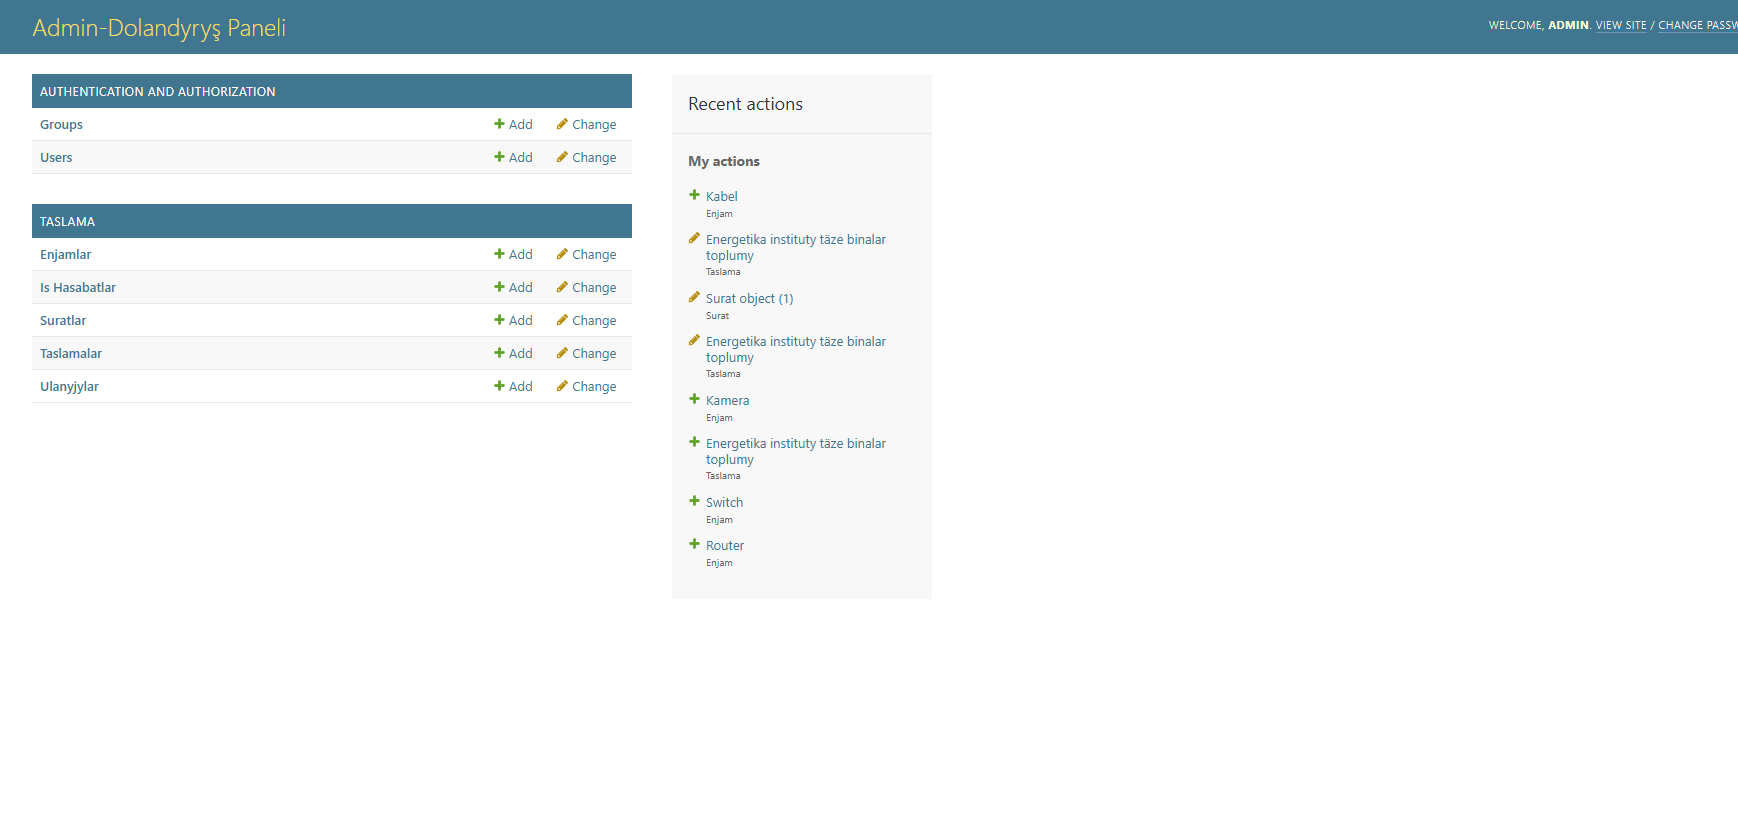 Admin-Dolandyryş Paneli
WELCOME, ADMIN. VIEW SITE / CHANGE PASSW
AUTHENTICATION AND AUTHORIZATION
Groups Add Change
Users Add Change
TASLAMA
Enjamlar Add Change
Is Hasabatlar Add Change
Suratlar Add Change
Taslamalar Add Change
Ulanyjylar Add Change
Recent actions
My actions
Kabel
Enjam
Energetika instituty täze binalar
toplumy
Taslama
Surat object (1)
Surat
Energetika instituty täze binalar
toplumy
Taslama
Kamera
Enjam
Energetika instituty täze binalar
toplumy
Taslama
Switch
Enjam
Router
Enjam